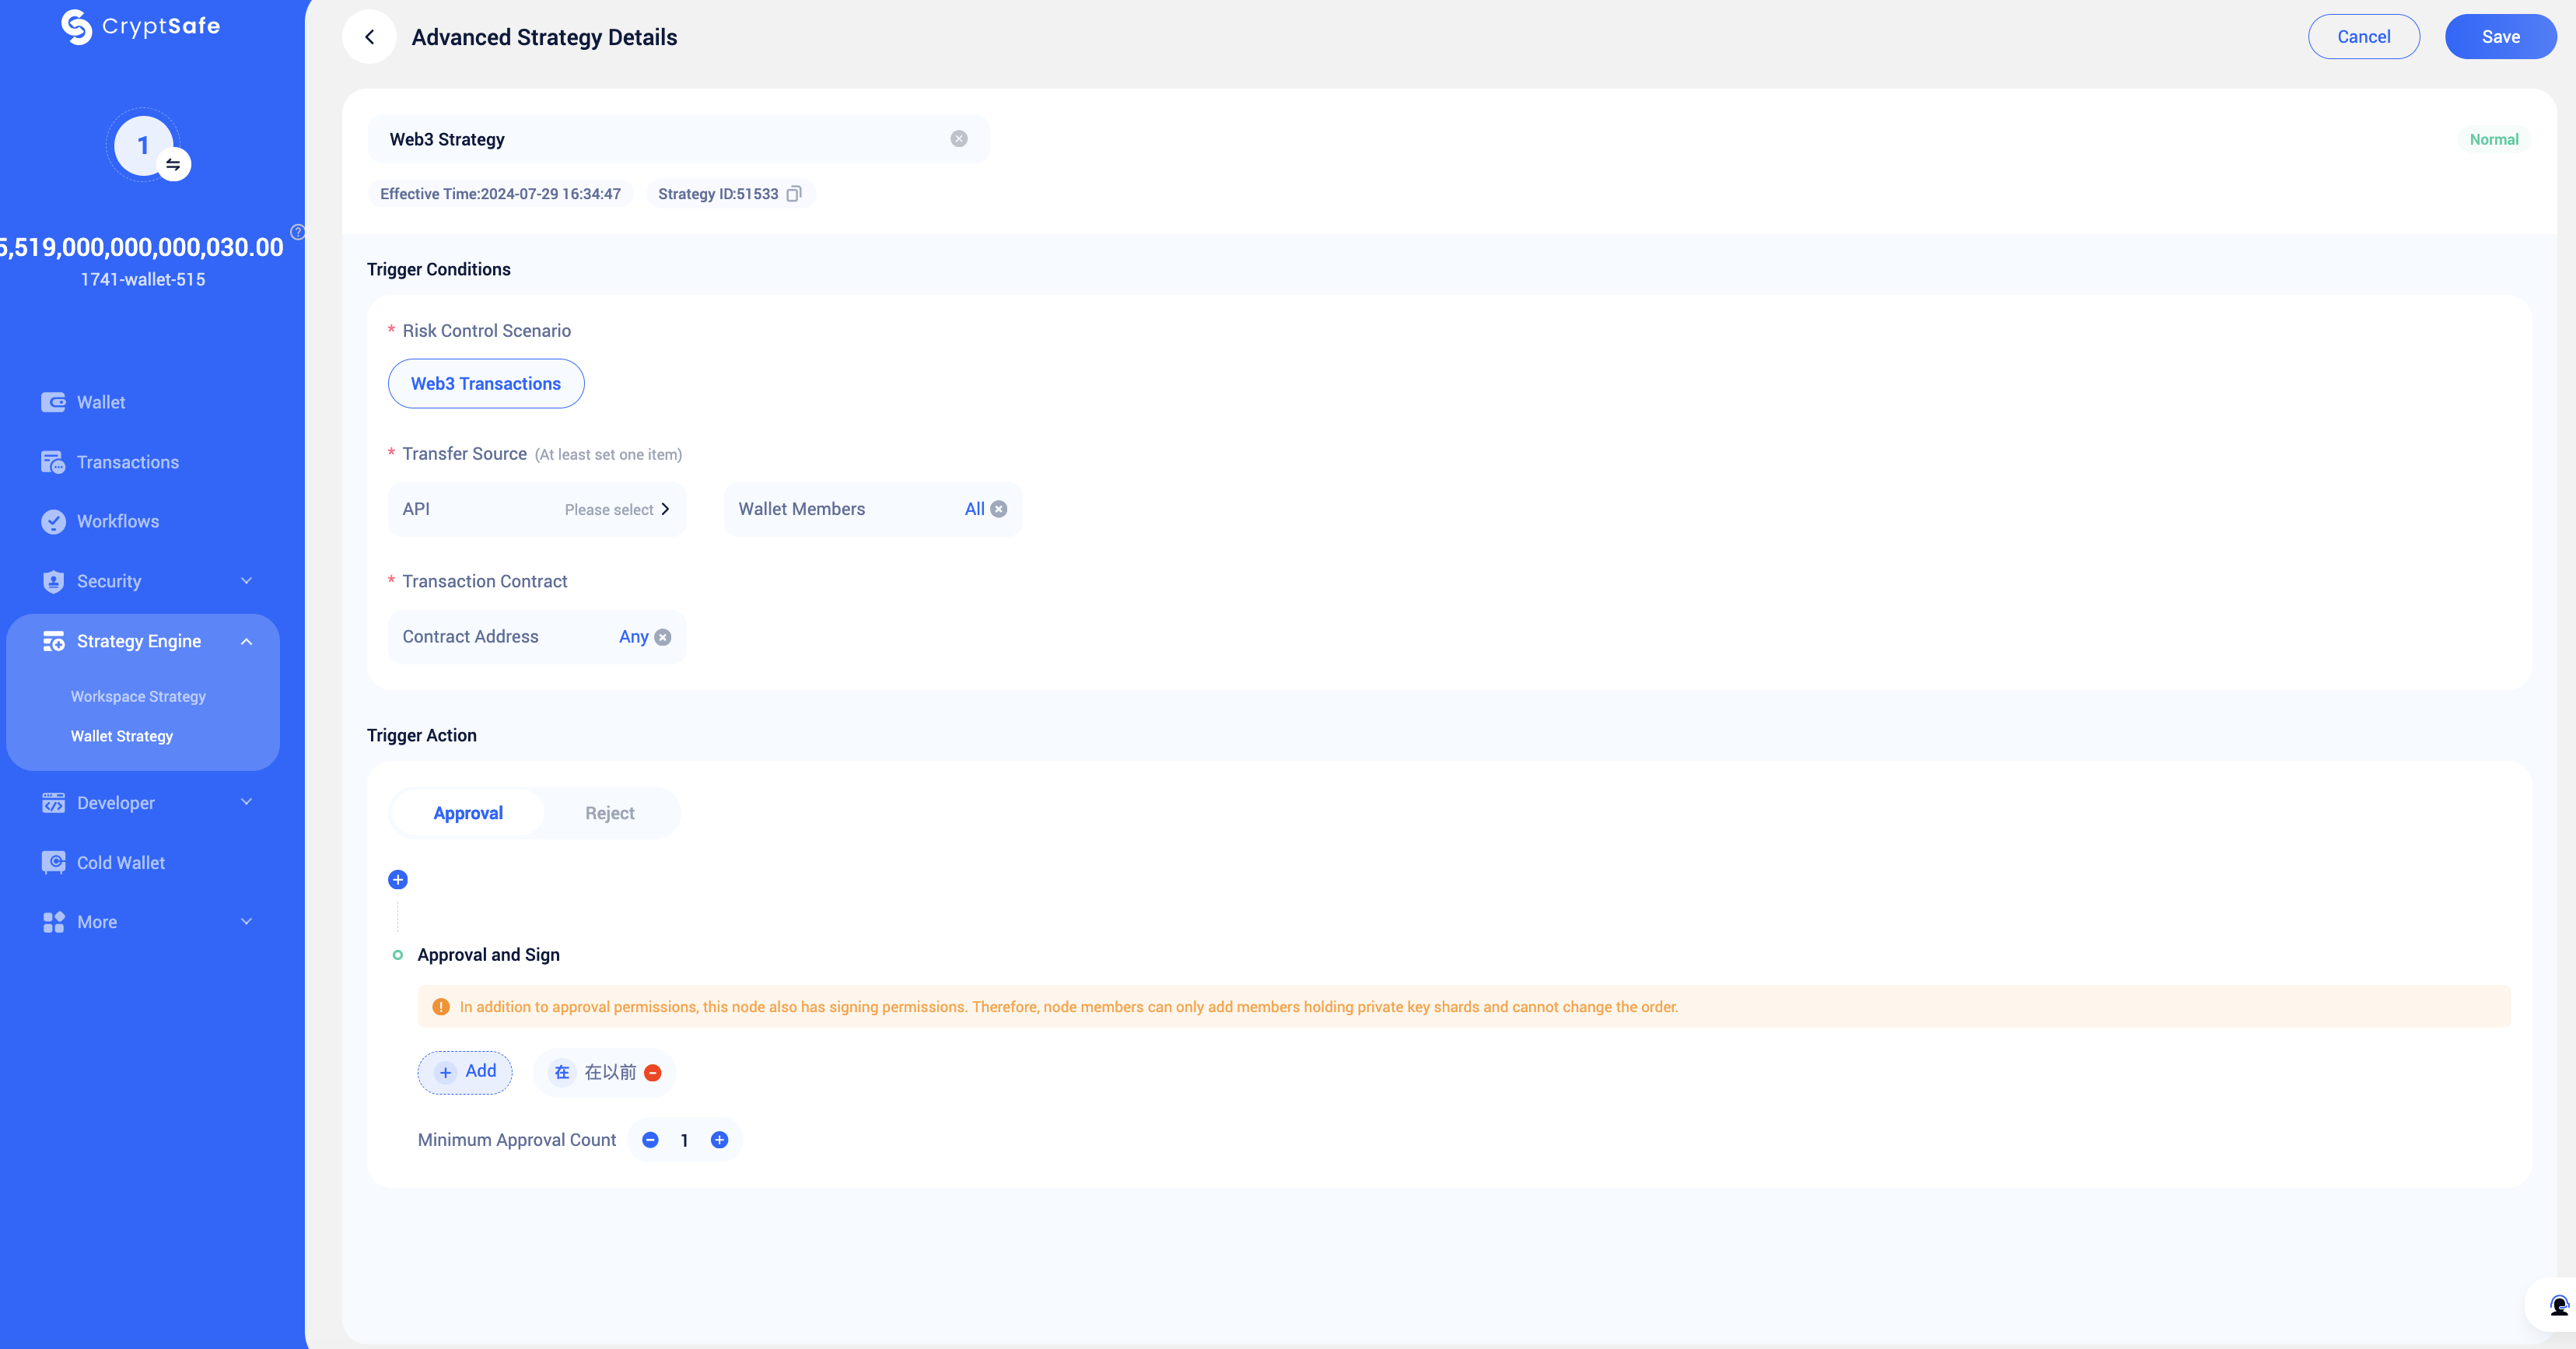 CryptSafe
1
5,519,000,000,000,030.00
1741-wallet-515
Wallet
Transactions
Workflows
Security
Strategy Engine
Workspace Strategy
Wallet Strategy
Developer
Cold Wallet
More
Advanced Strategy Details
Cancel
Save
Web3 Strategy
Normal
Effective Time:2024-07-29 16:34:47
Strategy ID:51533
Trigger Conditions
* Risk Control Scenario
Web3 Transactions
* Transfer Source (At least set one item)
API Please select
Wallet Members All
* Transaction Contract
Contract Address Any
Trigger Action
Approval
Reject
Approval and Sign
In addition to approval permissions, this node also has signing permissions. Therefore, node members can only add members holding private key shards and cannot change the order.
+ Add
在 在以前
Minimum Approval Count 1